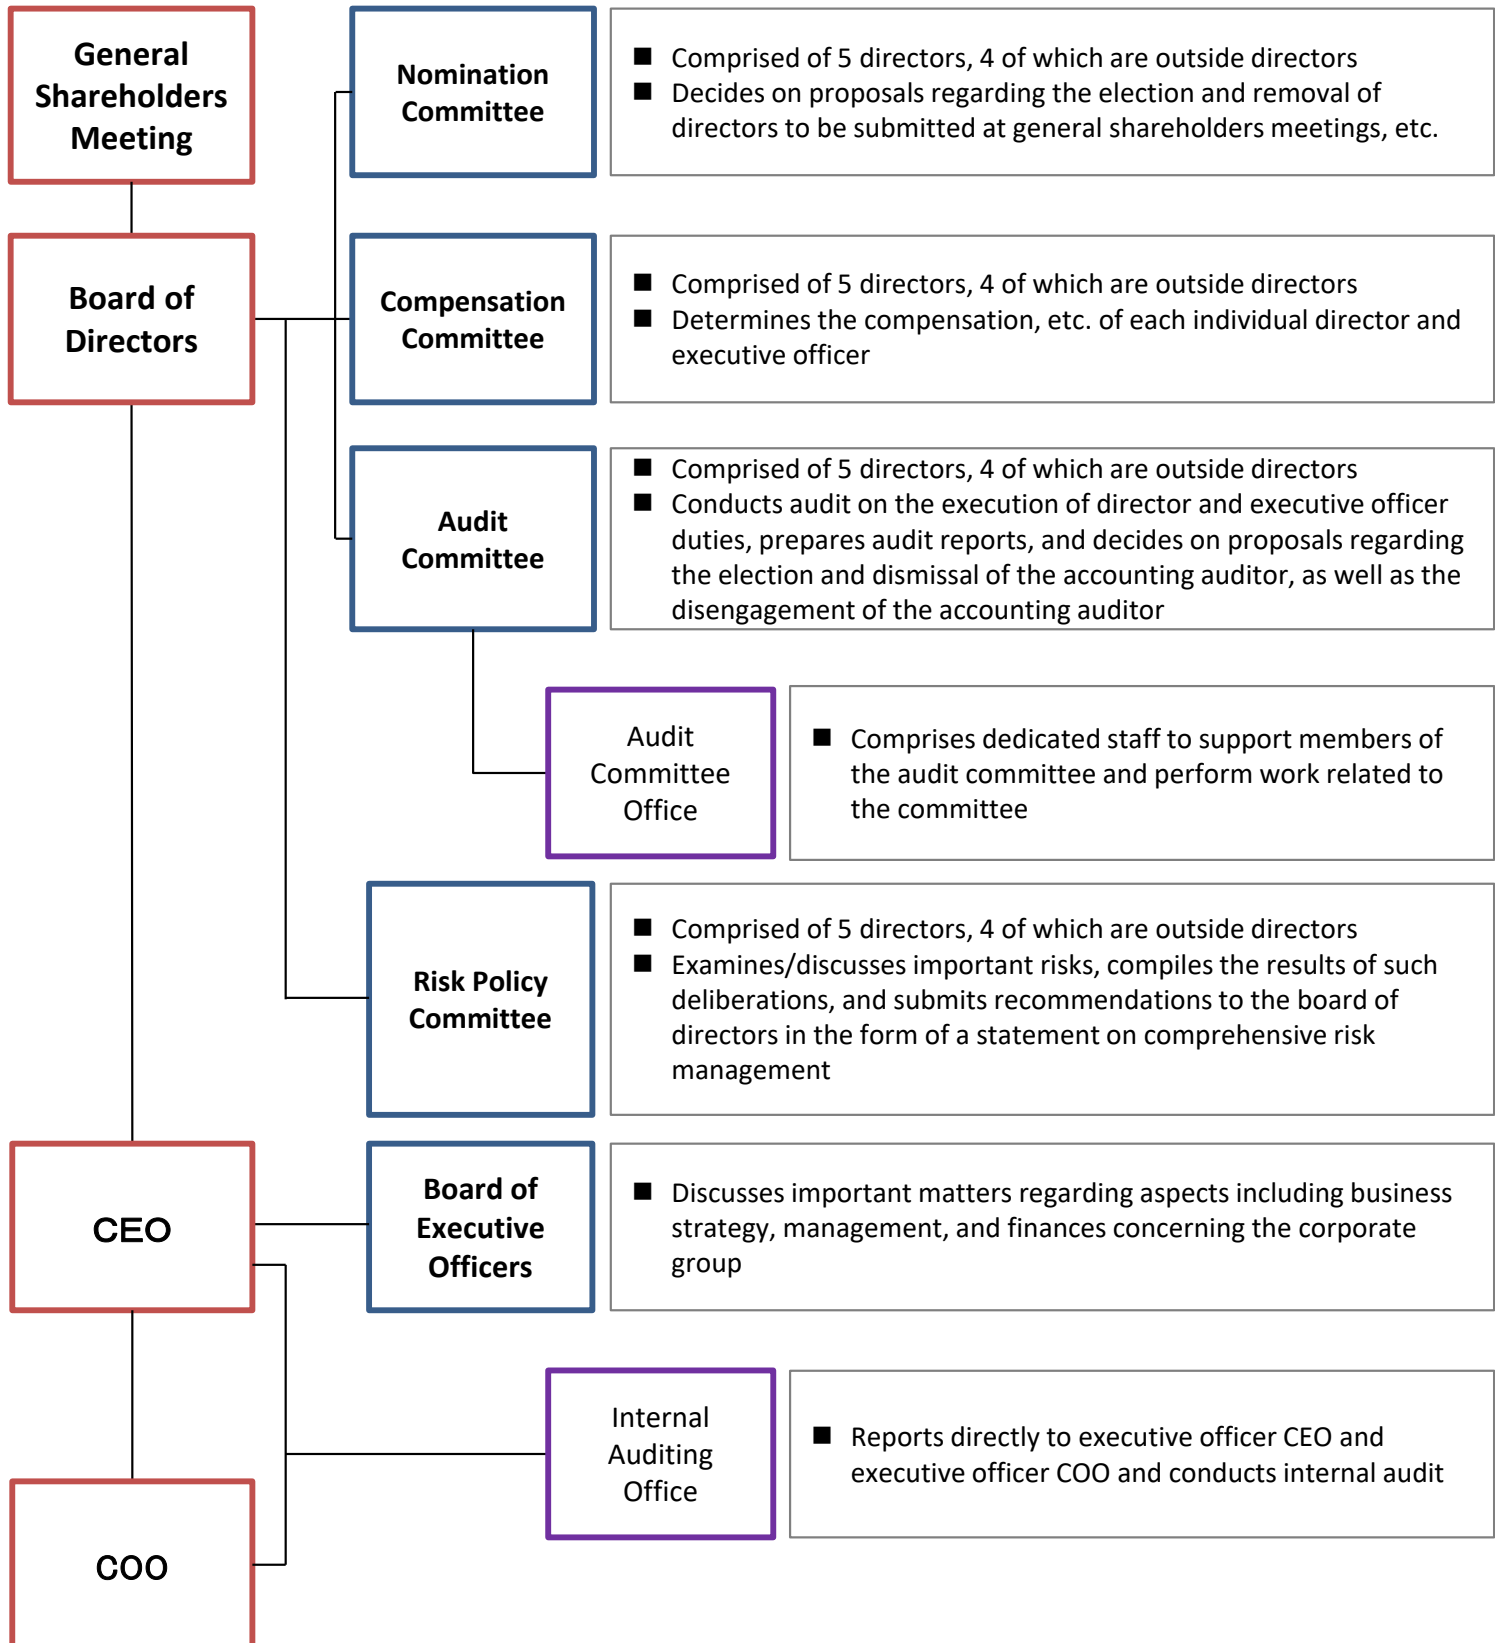 General
Shareholders
Meeting
Nomination
Committee
■ Comprised of 5 directors, 4 of which are outside directors
■ Decides on proposals regarding the election and removal of
directors to be submitted at general shareholders meetings, etc.
Board of
Directors
Compensation
Committee
■ Comprised of 5 directors, 4 of which are outside directors
■ Determines the compensation, etc. of each individual director and
executive officer
Audit
Committee
■ Comprised of 5 directors, 4 of which are outside directors
■ Conducts audit on the execution of director and executive officer
duties, prepares audit reports, and decides on proposals regarding
the election and dismissal of the accounting auditor, as well as the
disengagement of the accounting auditor
Audit
Committee
Office
■ Comprises dedicated staff to support members of
the audit committee and perform work related to
the committee
Risk Policy
Committee
■ Comprised of 5 directors, 4 of which are outside directors
■ Examines/discusses important risks, compiles the results of such
deliberations, and submits recommendations to the board of
directors in the form of a statement on comprehensive risk
management
CEO
Board of
Executive
Officers
■ Discusses important matters regarding aspects including business
strategy, management, and finances concerning the corporate
group
Internal
Auditing
Office
■ Reports directly to executive officer CEO and
executive officer COO and conducts internal audit
COO